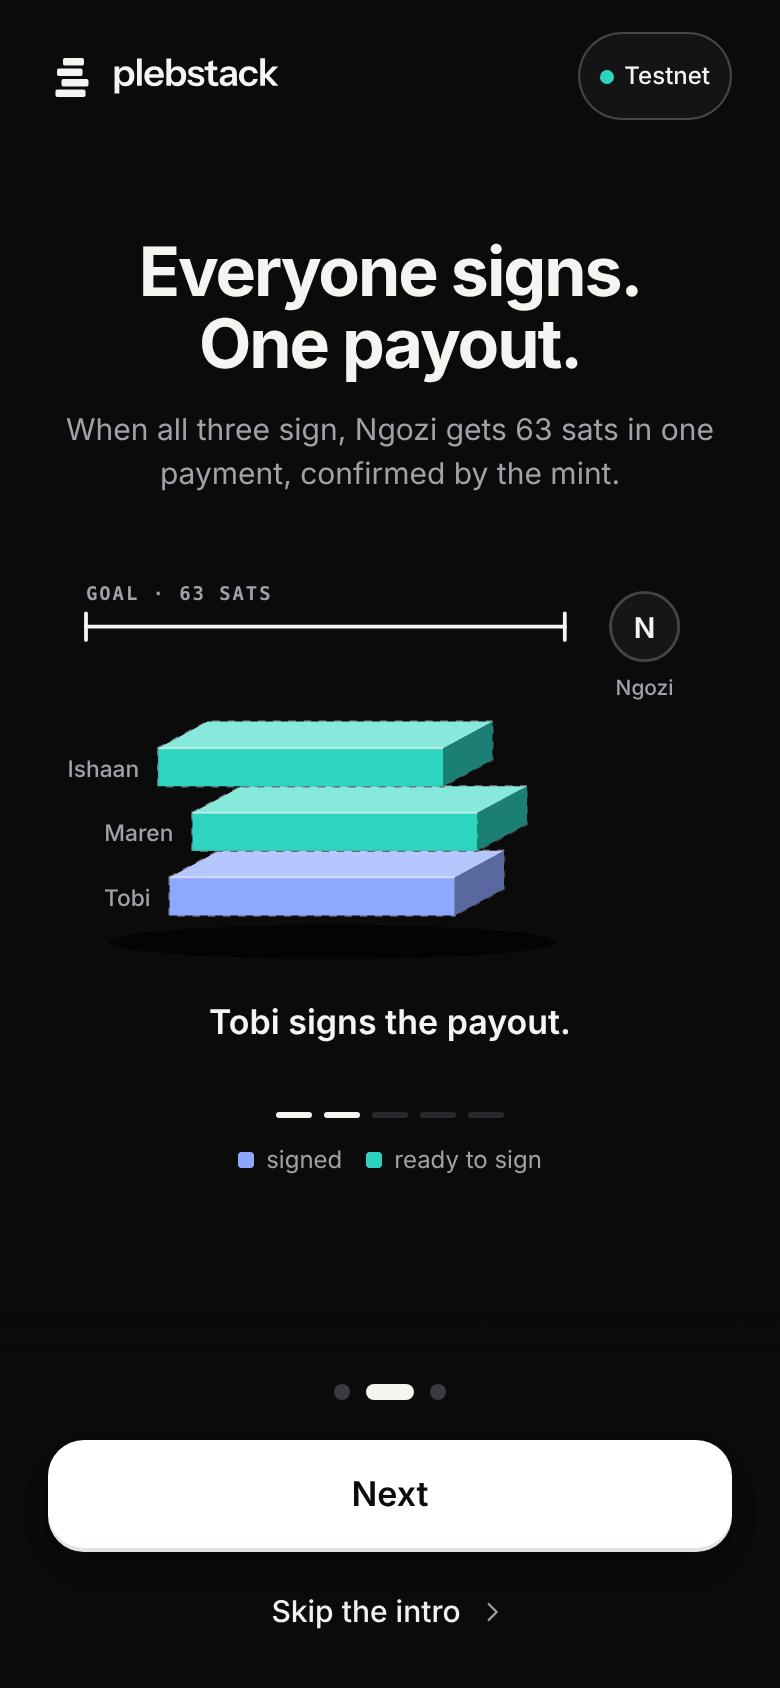 plebstack
Testnet
Everyone signs.
One payout.
When all three sign, Ngozi gets 63 sats in one
payment, confirmed by the mint.
GOAL · 63 SATS
N
Ngozi
Ishaan
Maren
Tobi
Tobi signs the payout.
signed
ready to sign
Next
Skip the intro